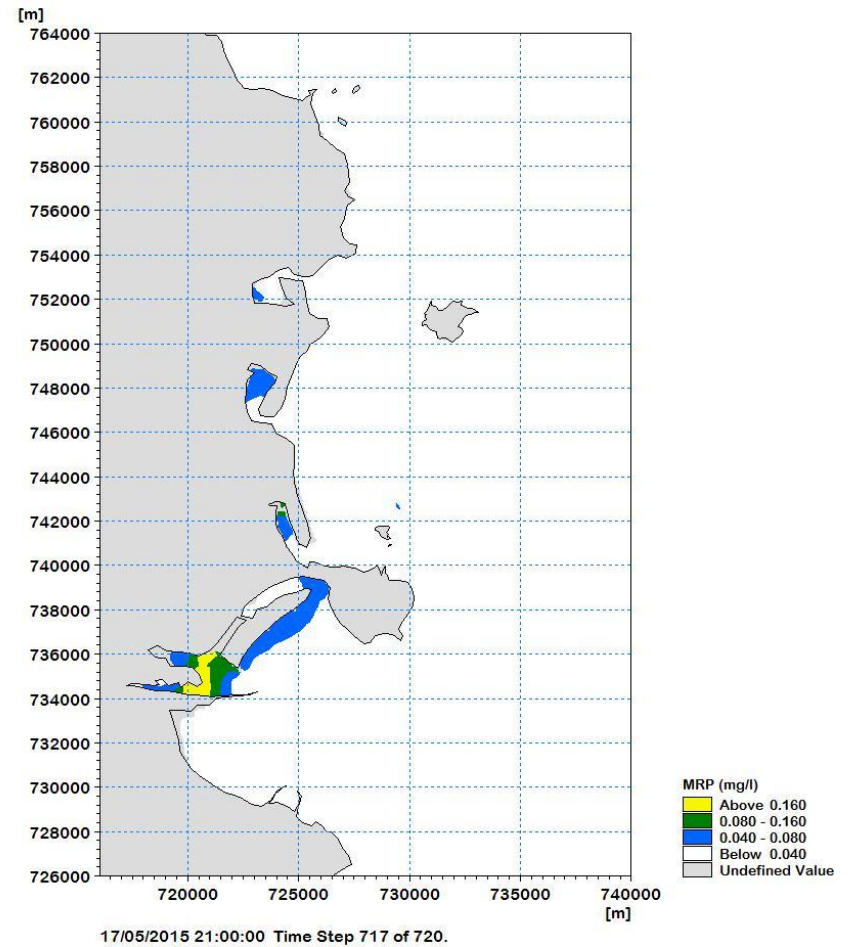 [m]
764000
762000
760000
758000
756000
754000
752000
750000
748000
746000
744000
742000
740000
738000
736000
734000
732000
730000
728000
726000
720000 725000 730000 735000 740000
[m]
17/05/2015 21:00:00 Time Step 717 of 720.
MRP (mg/l)
Above 0.160
0.080 - 0.160
0.040 - 0.080
Below 0.040
Undefined Value